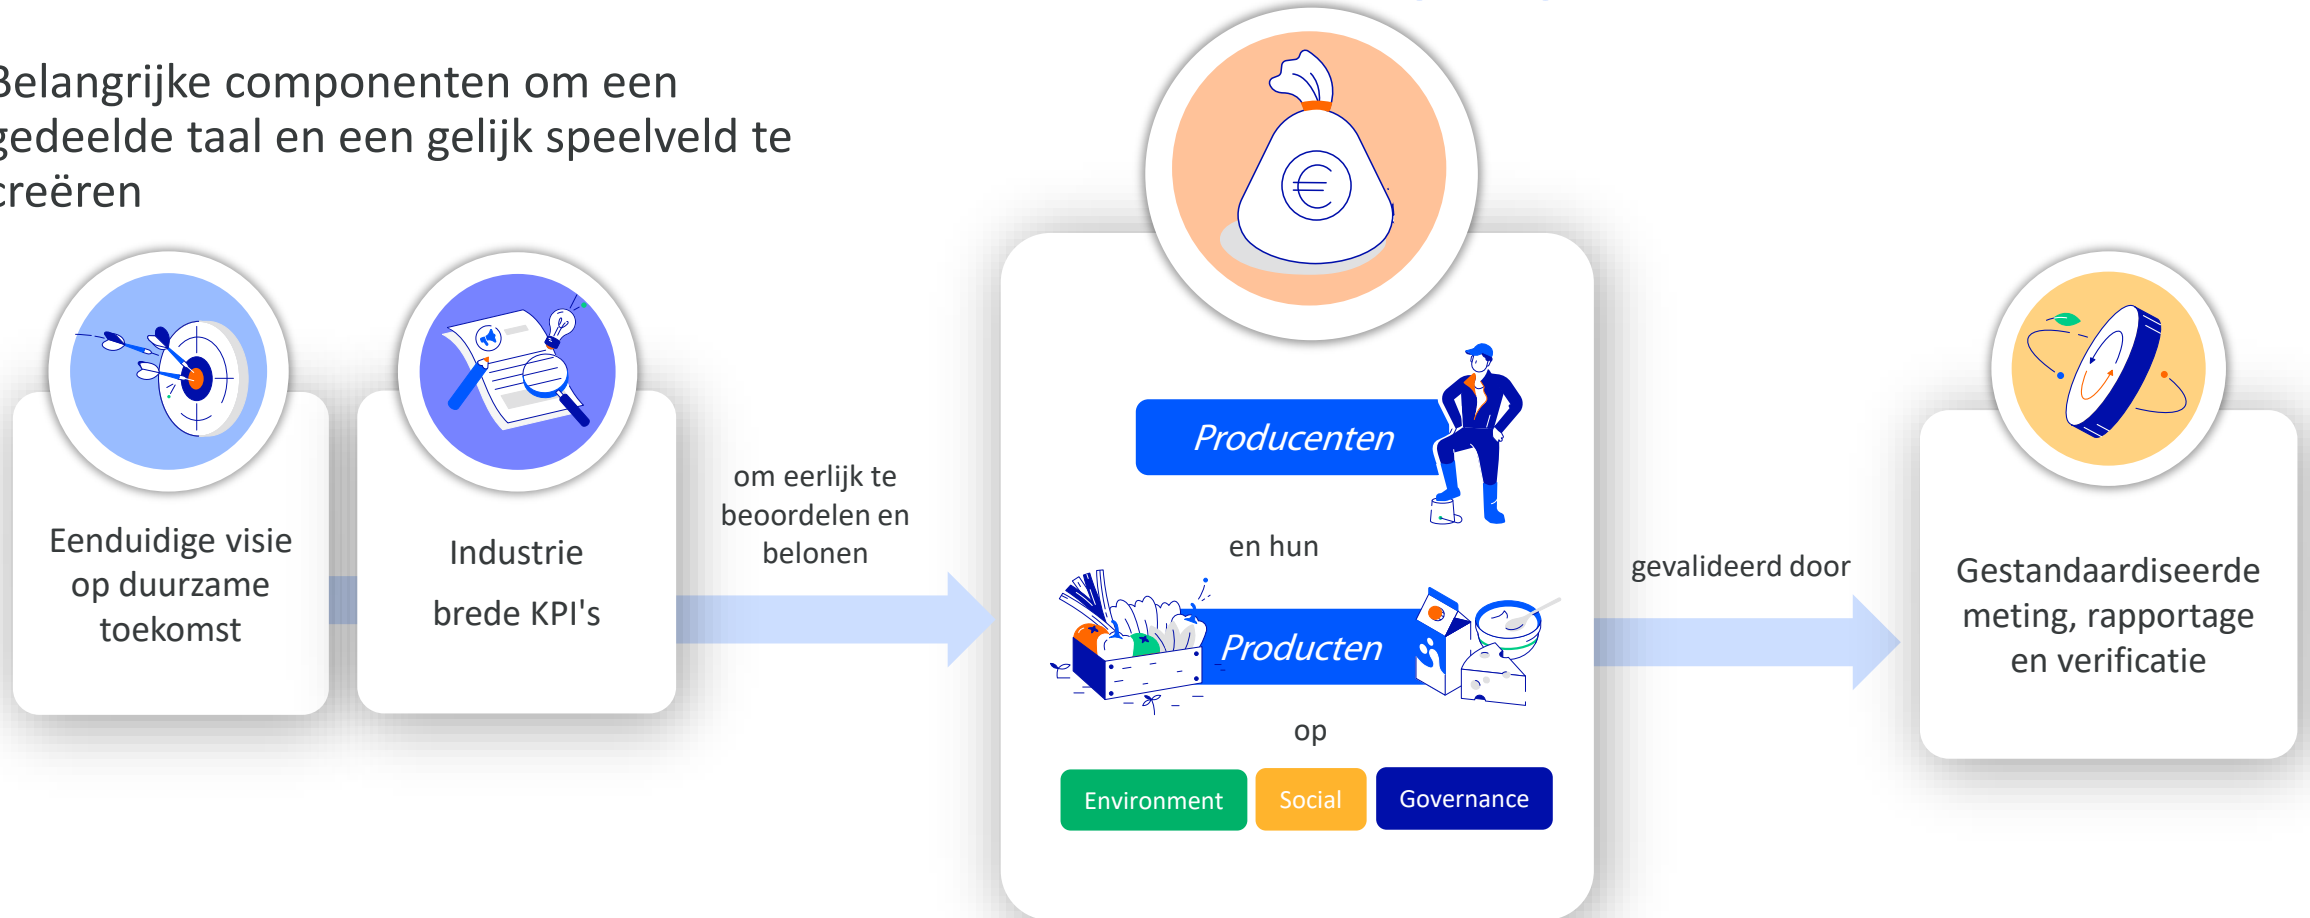 Belangrijke componenten om een
gedeelde taal en een gelijk speelveld te
creëren
Eenduidige visie
op duurzame
toekomst
Industrie
brede KPI's
om eerlijk te
beoordelen en
belonen
Producenten
en hun
Producten
op
Environment
Social
Governance
gevalideerd door
Gestandaardiseerde
meting, rapportage
en verificatie